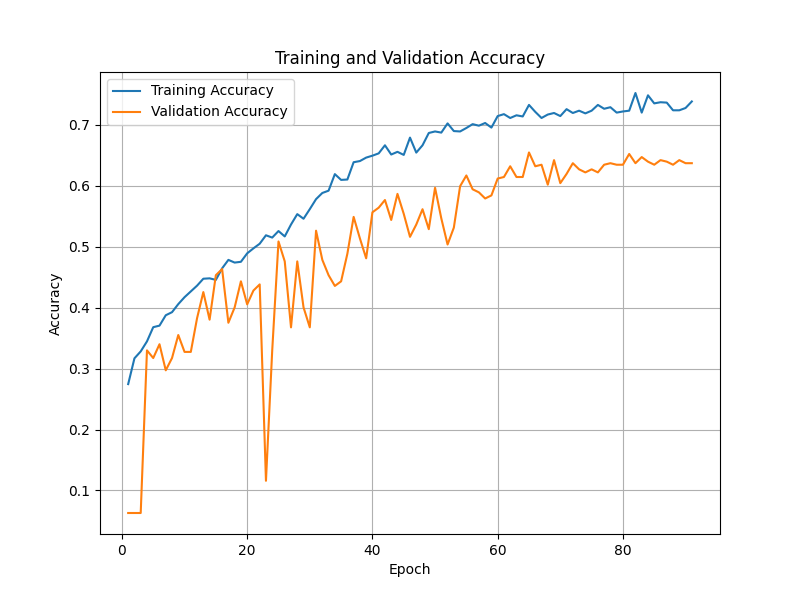 Training and Validation Accuracy
Training Accuracy
Validation Accuracy
0.7
0.6
0.5
0.4
0.3
0.2
0.1
Accuracy
0
20
40
60
80
Epoch